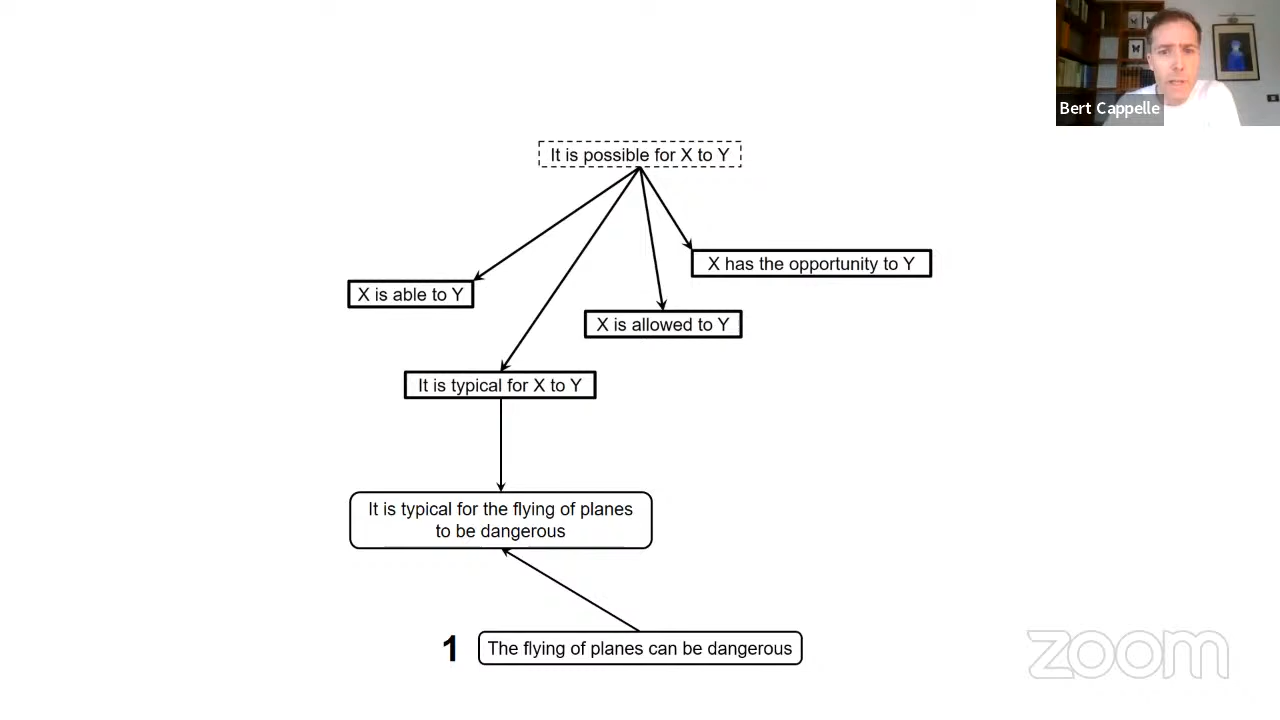 Bert Cappelle
It is possible for X to Y
X has the opportunity to Y
X is able to Y
X is allowed to Y
It is typical for X to Y
It is typical for the flying of planes
to be dangerous
1 The flying of planes can be dangerous
zoom